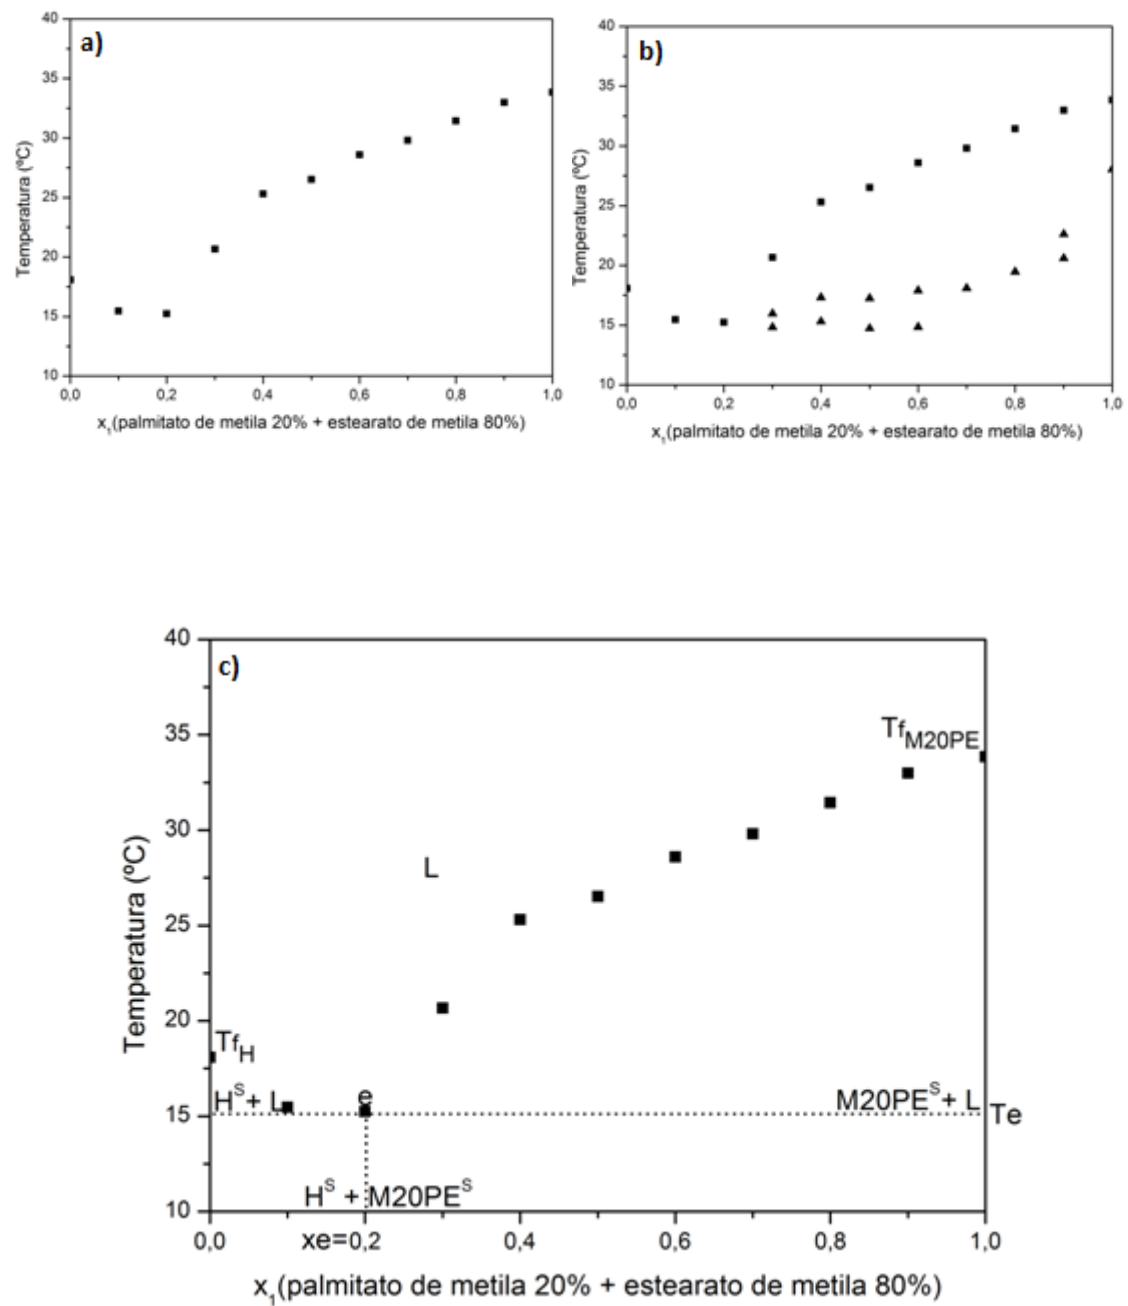 a)
40
35
30
25
20
15
10
Temperatura (ºC)
0,0 0,2 0,4 0,6 0,8 1,0
x1(palmitato de metila 20% + estearato de metila 80%)
b)
40
35
30
25
20
15
10
Temperatura (ºC)
0,0 0,2 0,4 0,6 0,8 1,0
x1(palmitato de metila 20% + estearato de metila 80%)
c)
40
35
30
25
20
15
10
Temperatura (ºC)
TfM20PE
L
TfH
HS+ L
e
M20PES+ L
Te
HS + M20PES
0,0 xe=0,2 0,4 0,6 0,8 1,0
x1(palmitato de metila 20% + estearato de metila 80%)